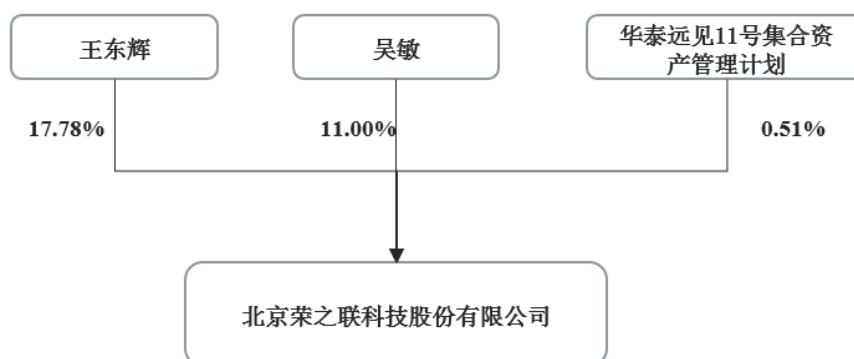 王东辉
吴敏
华泰远见11号集合资
产管理计划
17.78%
11.00%
0.51%
北京荣之联科技股份有限公司